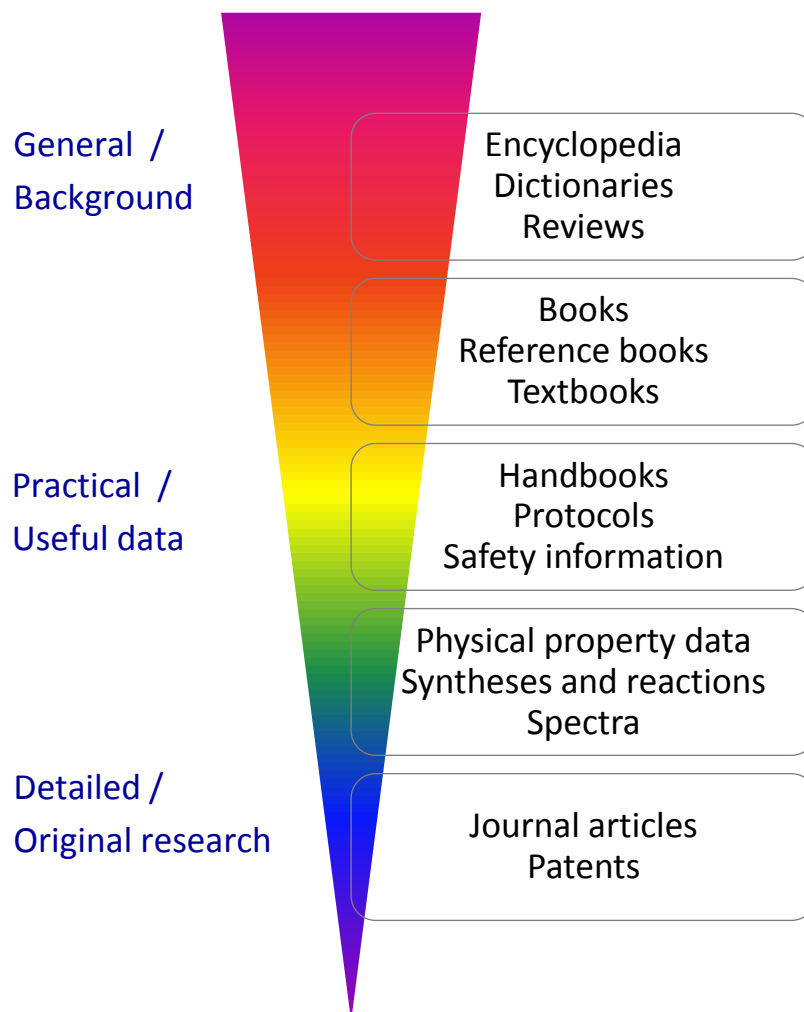 General /
Background
Encyclopedia
Dictionaries
Reviews
Books
Reference books
Textbooks
Practical /
Useful data
Handbooks
Protocols
Safety information
Physical property data
Syntheses and reactions
Spectra
Detailed /
Original research
Journal articles
Patents